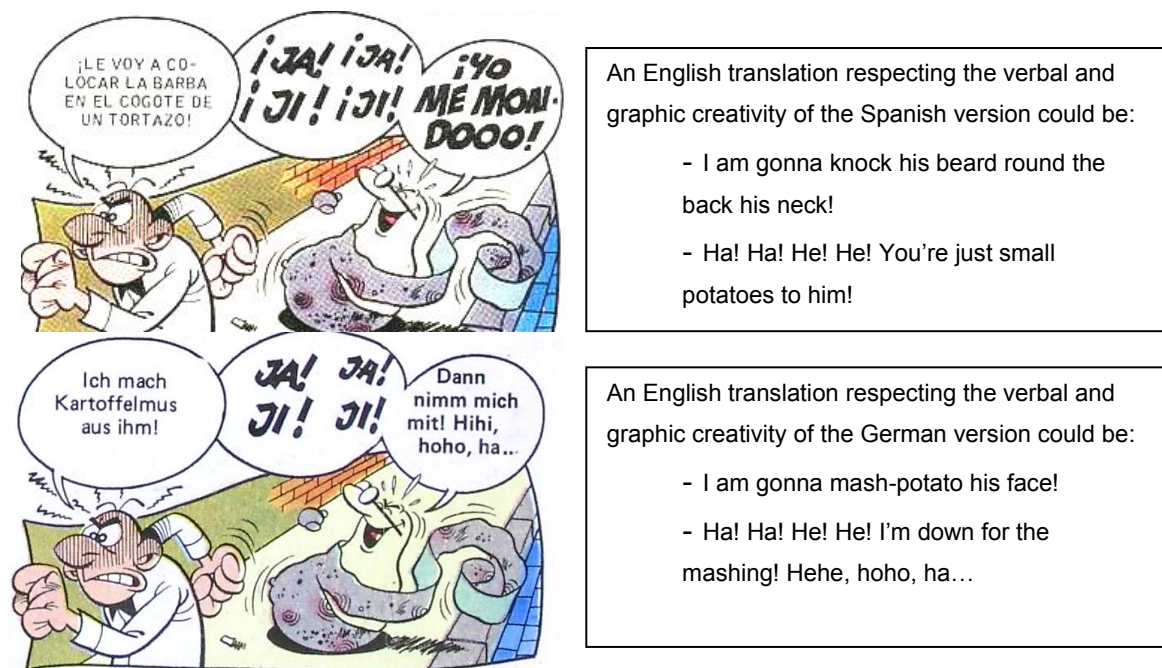 ¡LE VOY A CO-
LOCAR LA BARBA
EN EL COGOTE DE
UN TORTAZO!
¡JA! ¡JA!
¡JI! ¡JI!
¡YO
ME MON-
DOOO!
An English translation respecting the verbal and
graphic creativity of the Spanish version could be:
- I am gonna knock his beard round the
back his neck!
- Ha! Ha! He! He! You’re just small
potatoes to him!
Ich mach
Kartoffelmus
aus ihm!
JA! JA!
JI! JI!
Dann
nimm mich
mit! Hihi,
hoho, ha...
An English translation respecting the verbal and
graphic creativity of the German version could be:
- I am gonna mash-potato his face!
- Ha! Ha! He! He! I’m down for the
mashing! Hehe, hoho, ha…